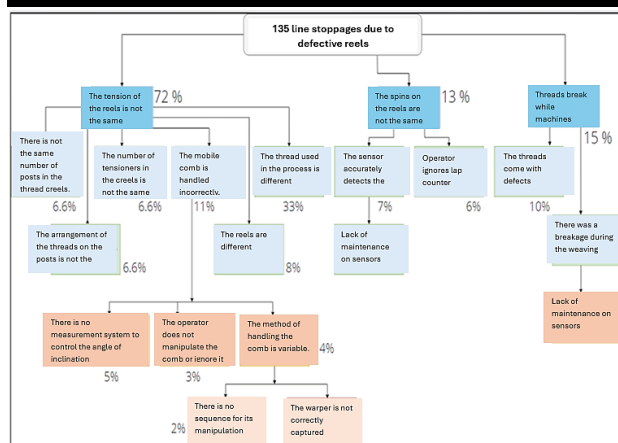 135 line stoppages due to
defective reels
The tension of
the reels is not
the same
72 %
The spins on
the reels are
not the same
13 %
Threads break
while
machines
15 %
There is not
the same
number of
posts in the
thread creels.
6.6%
The number of
tensioners in
the creels is
not the same
6.6%
The mobile
comb is
handled
incorrectly.
11%
The thread used
in the process is
different
33%
The sensor
accurately
detects the
7%
Operator
ignores lap
counter
6%
The threads
come with
defects
10%
The arrangement of
the threads on the
posts is not the
6.6%
The reels are
different
8%
Lack of
maintenance
on sensors
There was a
breakage during
the weaving
There is no
measurement system to
control the angle of
inclination
5%
The operator
does not
manipulate the
comb or ignore it
3%
The method of
handling the
comb is variable.
4%
Lack of
maintenance on
sensors
There is no
sequence for its
manipulation
2%
The warper is not
correctly
captured